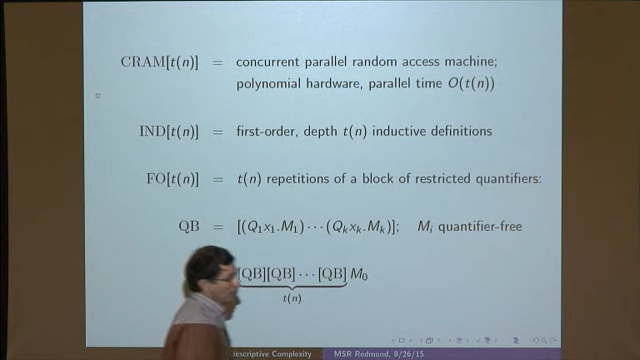 CRAM[t(n)] = concurrent parallel random access machine;
polynomial hardware, parallel time O(t(n))
IND[t(n)] = first-order, depth t(n) inductive definitions
FO[t(n)] = t(n) repetitions of a block of restricted quantifiers:
QB = [(Q₁x₁.M₁)···(Qₖxₖ.Mₖ)]; Mᵢ quantifier-free
[QB][QB]···[QB] M₀
t(n)
Complexity MSR Redmond, 8/26/15